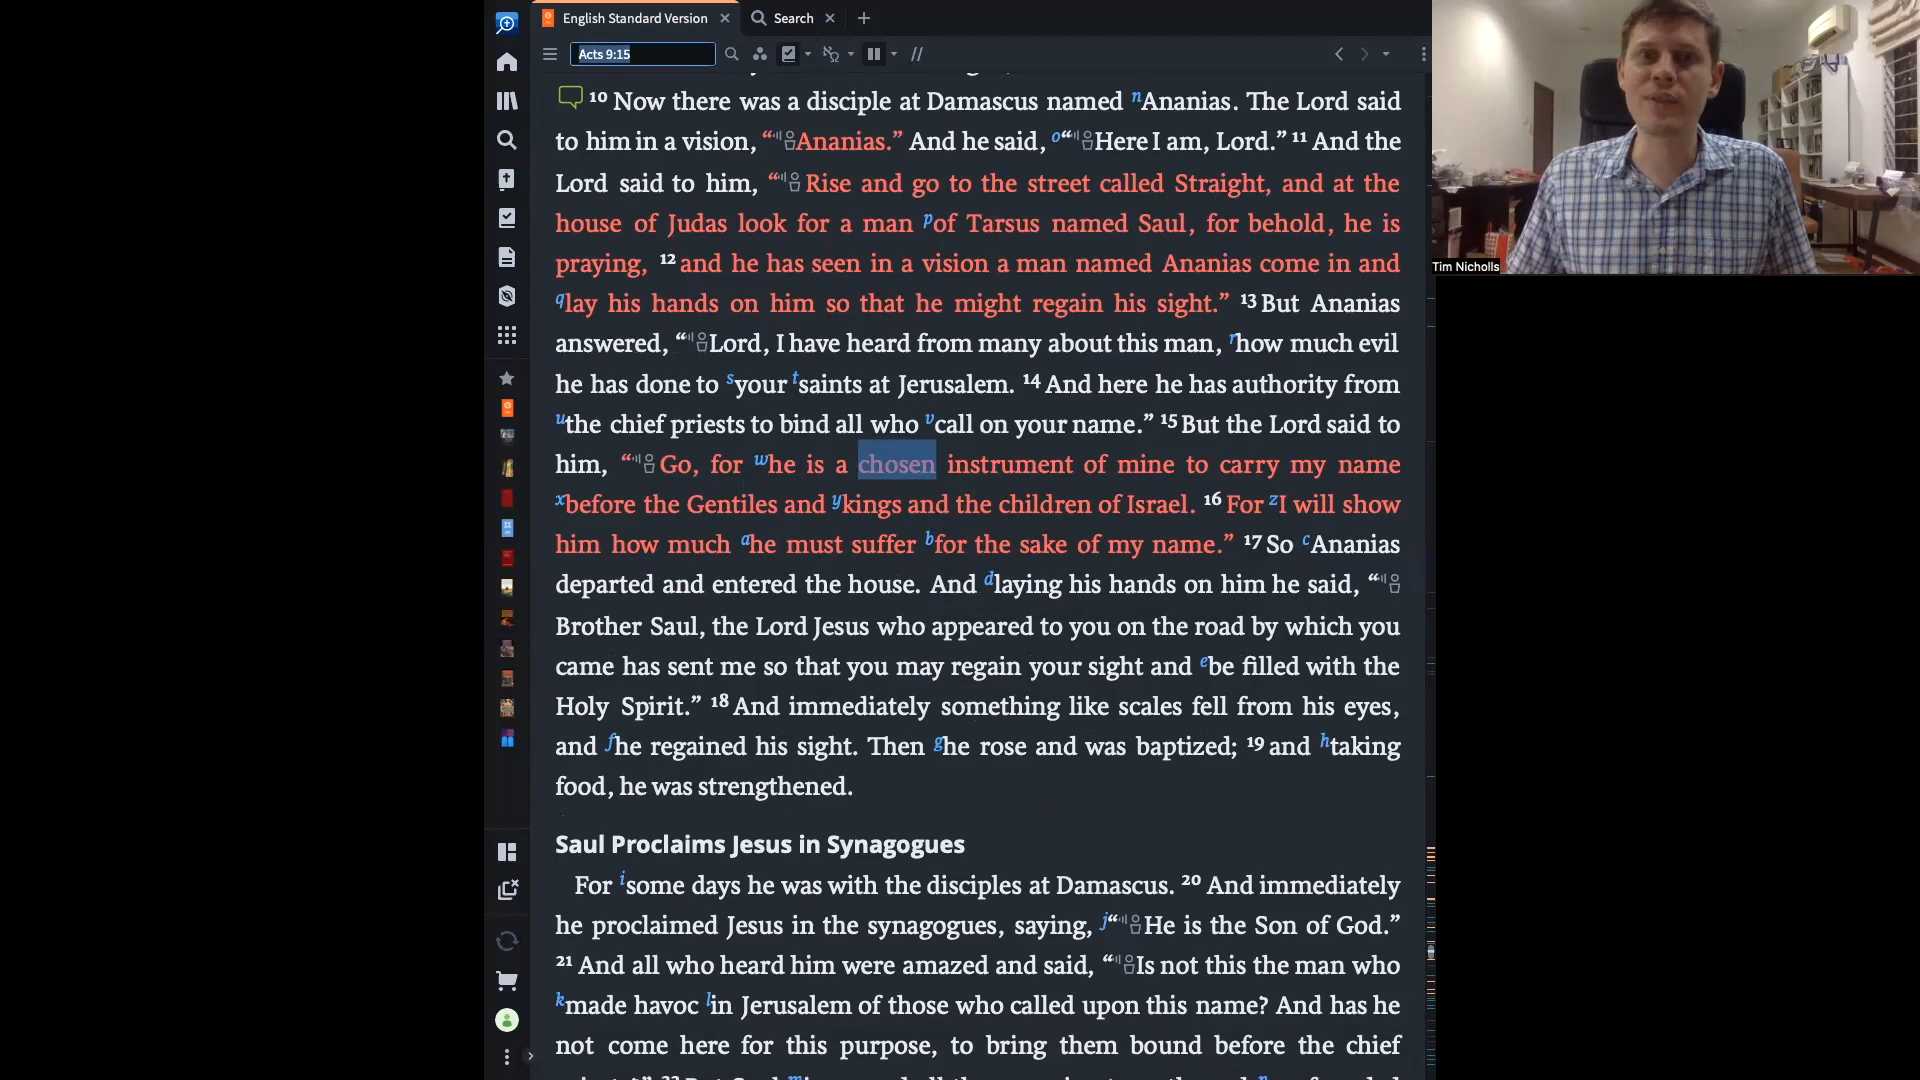 English Standard Version
Search
Acts 9:15
10 Now there was a disciple at Damascus named nAnanias. The Lord said
to him in a vision, “Ananias.” And he said, o“Here I am, Lord.” 11 And the
Lord said to him, “Rise and go to the street called Straight, and at the
house of Judas look for a man pof Tarsus named Saul, for behold, he is
praying, 12 and he has seen in a vision a man named Ananias come in and
qlay his hands on him so that he might regain his sight.” 13 But Ananias
answered, “Lord, I have heard from many about this man, rhow much evil
he has done to syour tsaints at Jerusalem. 14 And here he has authority from
uthe chief priests to bind all who vcall on your name.” 15 But the Lord said to
him, “Go, for whe is a chosen instrument of mine to carry my name
xbefore the Gentiles and ykings and the children of Israel. 16 For zI will show
him how much ahe must suffer bfor the sake of my name.” 17 So cAnanias
departed and entered the house. And dlaying his hands on him he said, “
Brother Saul, the Lord Jesus who appeared to you on the road by which you
came has sent me so that you may regain your sight and ebe filled with the
Holy Spirit.” 18 And immediately something like scales fell from his eyes,
and fhe regained his sight. Then ghe rose and was baptized; 19 and htaking
food, he was strengthened.
Saul Proclaims Jesus in Synagogues
For isome days he was with the disciples at Damascus. 20 And immediately
he proclaimed Jesus in the synagogues, saying, j“He is the Son of God.”
21 And all who heard him were amazed and said, “Is not this the man who
kmade havoc lin Jerusalem of those who called upon this name? And has he
not come here for this purpose, to bring them bound before the chief
Tim Nicholls